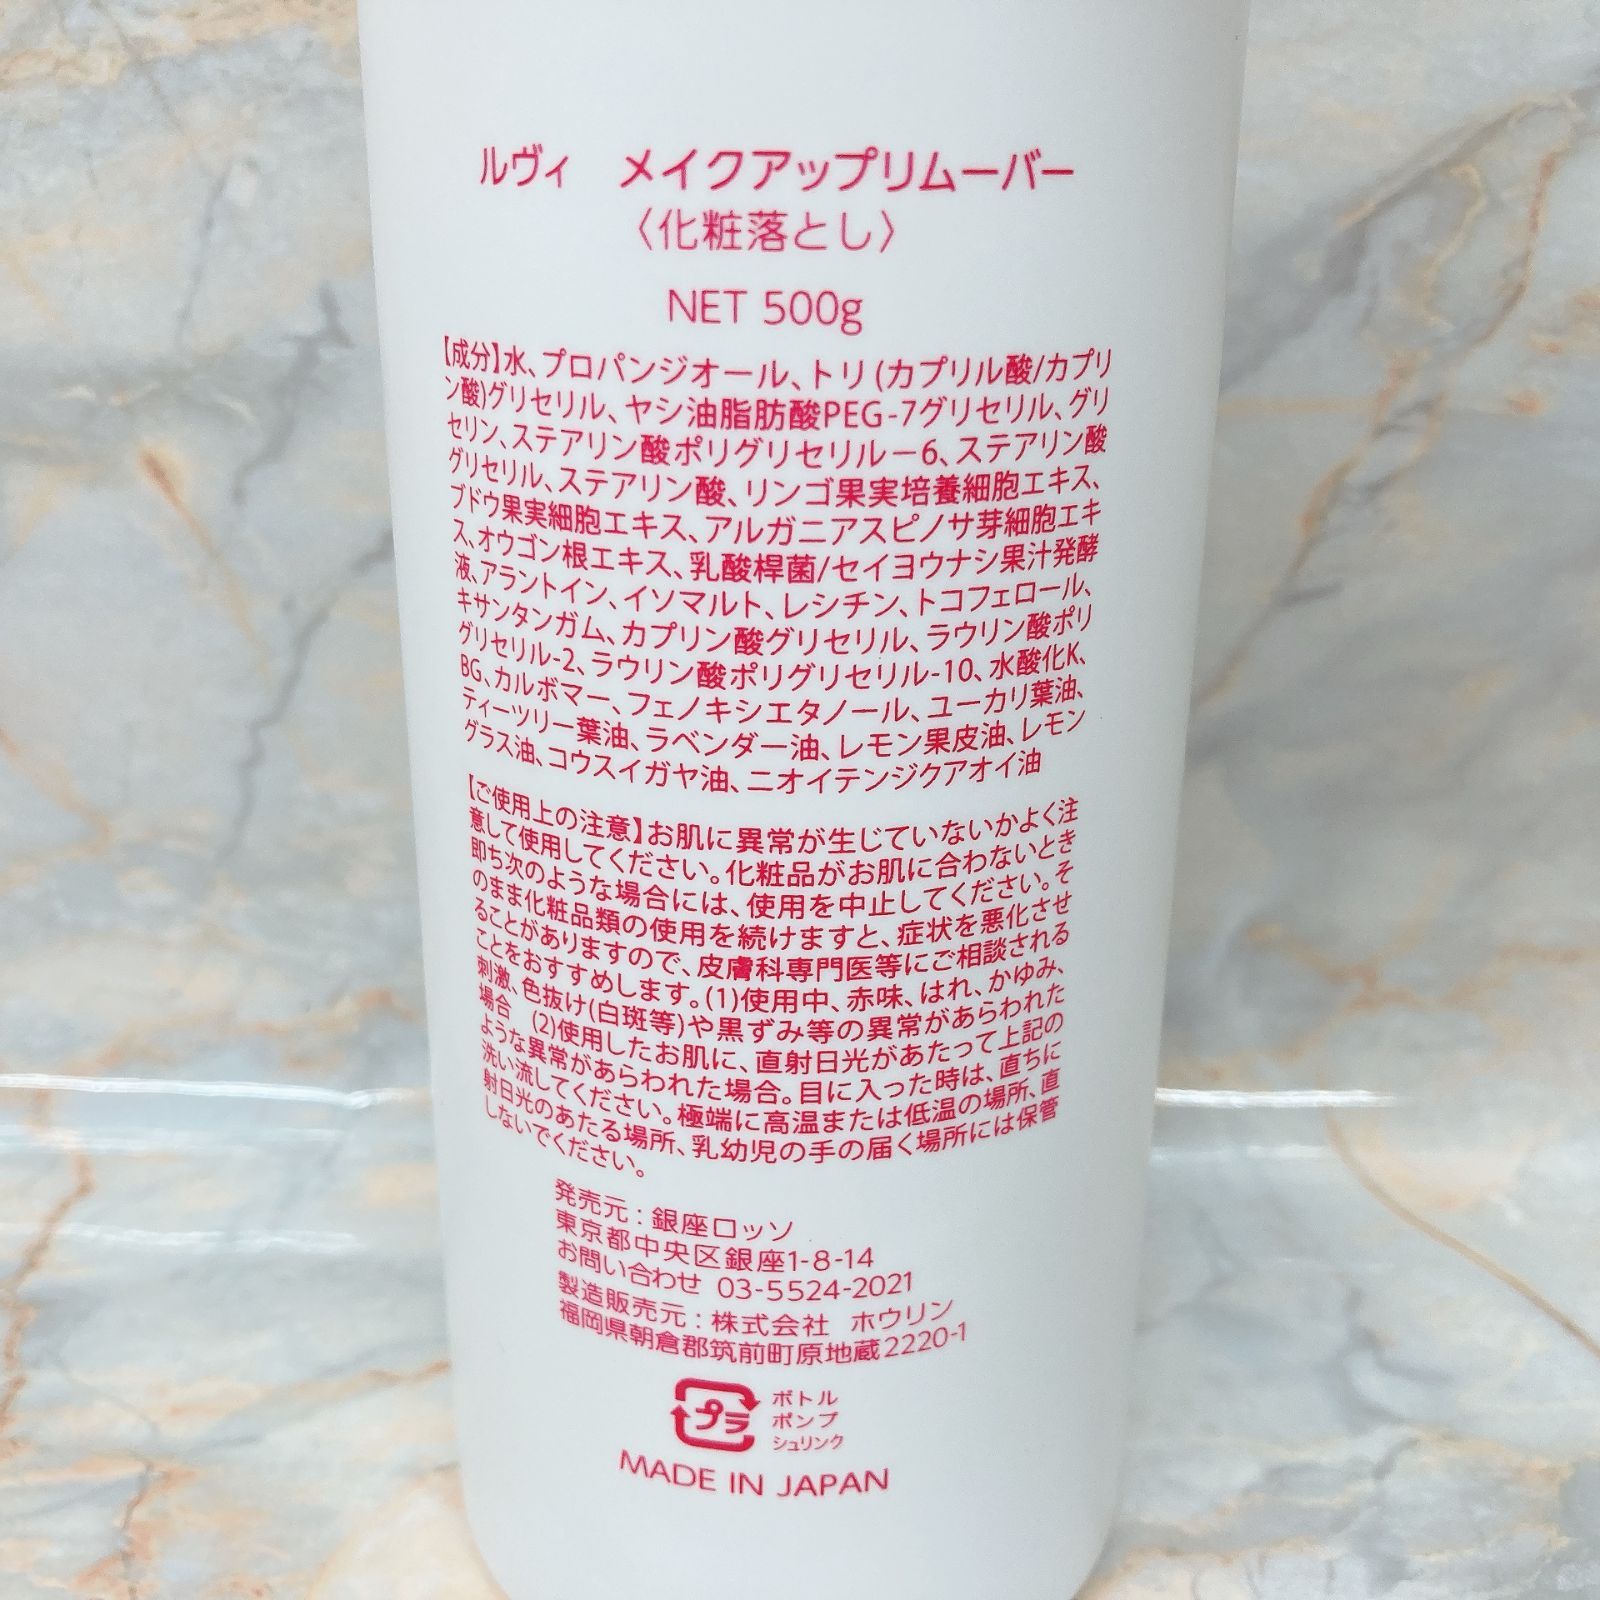 ルヴィ　メイクアップリムーバー
〈化粧落とし〉
NET 500g
【成分】水、プロパンジオール、トリ(カプリル酸/カプリ
ン酸)グリセリル、ヤシ油脂肪酸PEG-7グリセリル、グリ
セリン、ステアリン酸ポリグリセリル－6、ステアリン酸
グリセリル、ステアリン酸、リンゴ果実培養細胞エキス、
ブドウ果実細胞エキス、アルガニアスピノサ芽細胞エキ
ス、オウゴン根エキス、乳酸桿菌/セイヨウナシ果汁発酵
液、アラントイン、イソマルト、レシチン、トコフェロール、
キサンタンガム、カプリン酸グリセリル、ラウリン酸ポリ
グリセリル-2、ラウリン酸ポリグリセリル-10、水酸化K、
BG、カルボマー、フェノキシエタノール、ユーカリ葉油、
ティーツリー葉油、ラベンダー油、レモン果皮油、レモン
グラス油、コウスイガヤ油、ニオイテンジクアオイ油
【ご使用上の注意】お肌に異常が生じていないかよく注
意して使用してください。化粧品がお肌に合わないとき
即ち次のような場合には、使用を中止してください。そ
のまま化粧品類の使用を続けますと、症状を悪化させ
ることがありますので、皮膚科専門医等にご相談される
ことをおすすめします。(1)使用中、赤味、はれ、かゆみ、
刺激、色抜け(白斑等)や黒ずみ等の異常があらわれた
場合　(2)使用したお肌に、直射日光があたって上記の
ような異常があらわれた場合。目に入った時は、直ちに
洗い流してください。極端に高温または低温の場所、直
射日光のあたる場所、乳幼児の手の届く場所には保管
しないでください。
発売元：銀座ロッソ
東京都中央区銀座1-8-14
お問い合わせ 03-5524-2021
製造販売元：株式会社 ホウリン
福岡県朝倉郡筑前町原地蔵2220-1
プラ
ボトル
ポンプ
シュリンク
MADE IN JAPAN